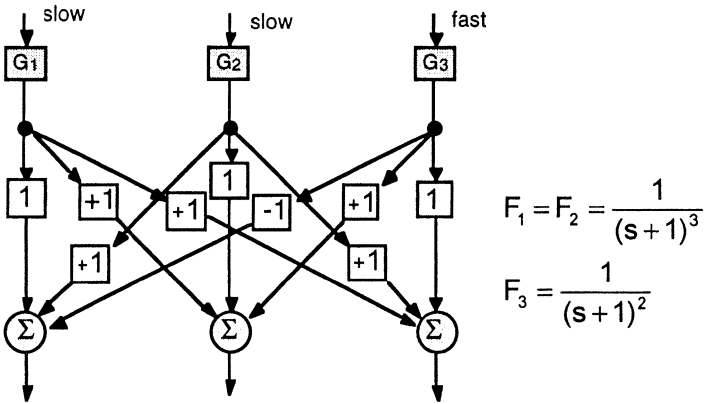 slow slow fast
G1 G2 G3
1 +1 +1 1 -1 +1 1
+1 +1
Σ Σ Σ
F₁ = F₂ = 1/(s+1)³
F₃ = 1/(s+1)²